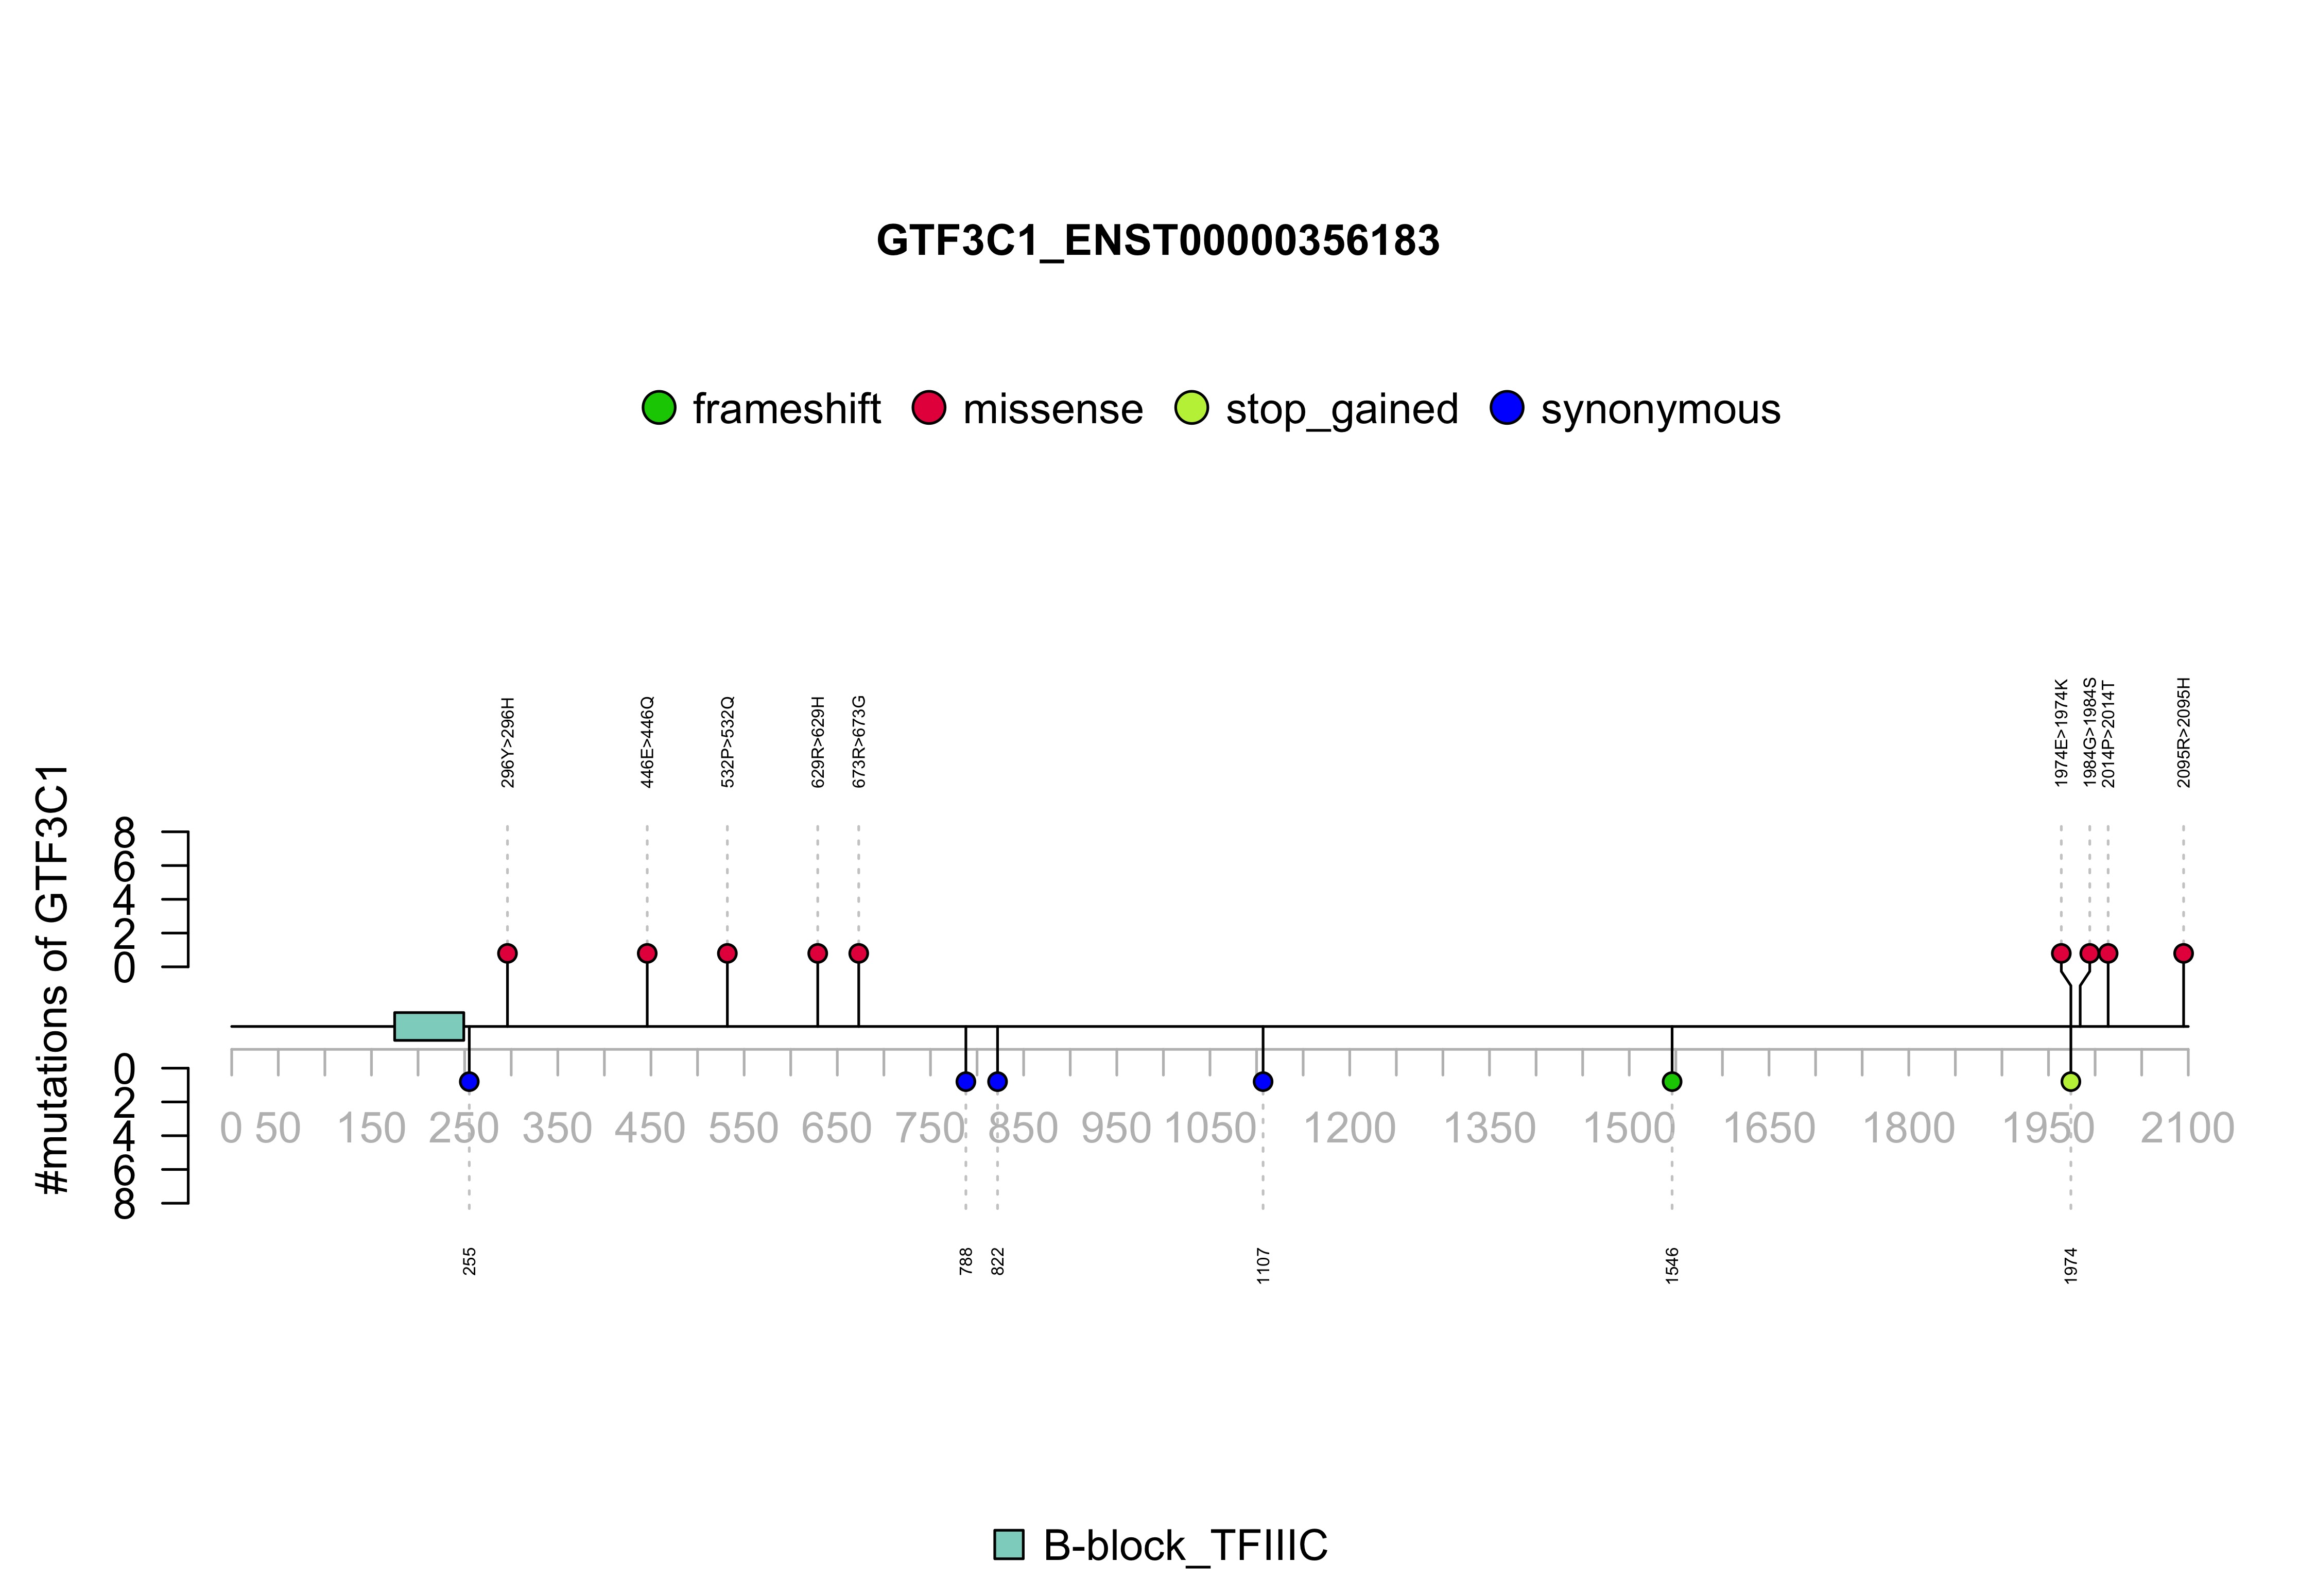 GTF3C1_ENST00000356183
frameshift missense stop_gained synonymous
296Y>296H
446E>446Q
532P>532Q
629R>629H
673R>673G
1974E>1974K
1984G>1984S
2014P>2014T
2095R>2095H
#mutations of GTF3C1
8
6
4
2
0
0
2
4
6
8
0 50 150 250 350 450 550 650 750 850 950 1050 1200 1350 1500 1650 1800 1950 2100
255
788
822
1107
1546
1974
B-block_TFIIIC